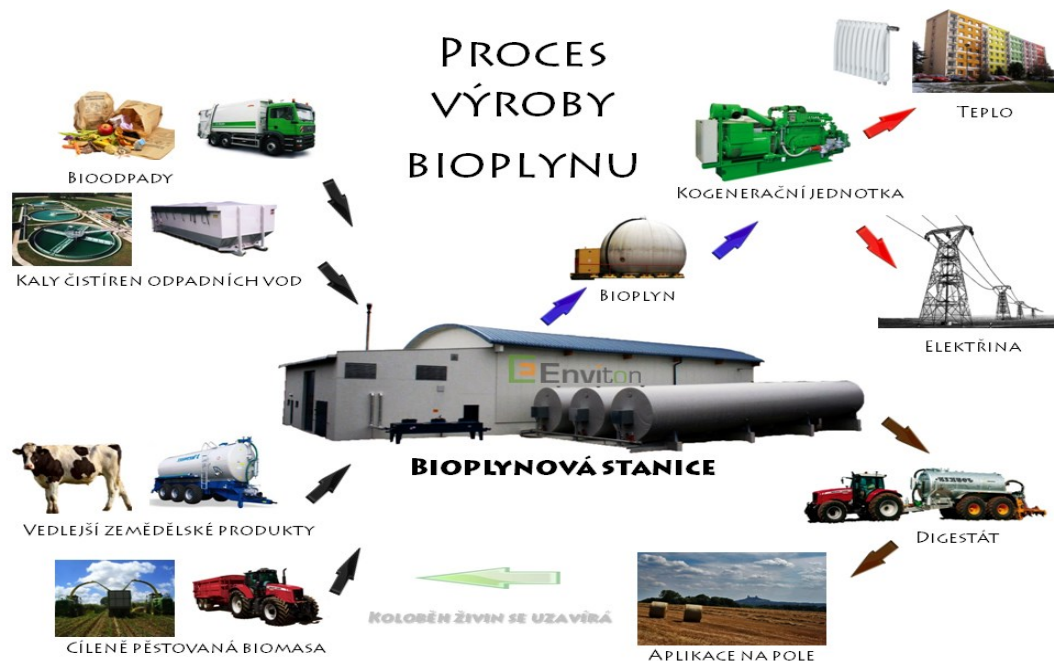 Proces
výroby
bioplynu
Teplo
Bioodpady
Kogenerační jednotka
Kaly čistíren odpadních vod
Bioplyn
Elektřina
Enviton
Bioplynová stanice
Vedlejší zemědělské produkty
Digestát
Koloběn živin se uzavírá
Cíleně pěstovaná biomasa
Aplikace na pole